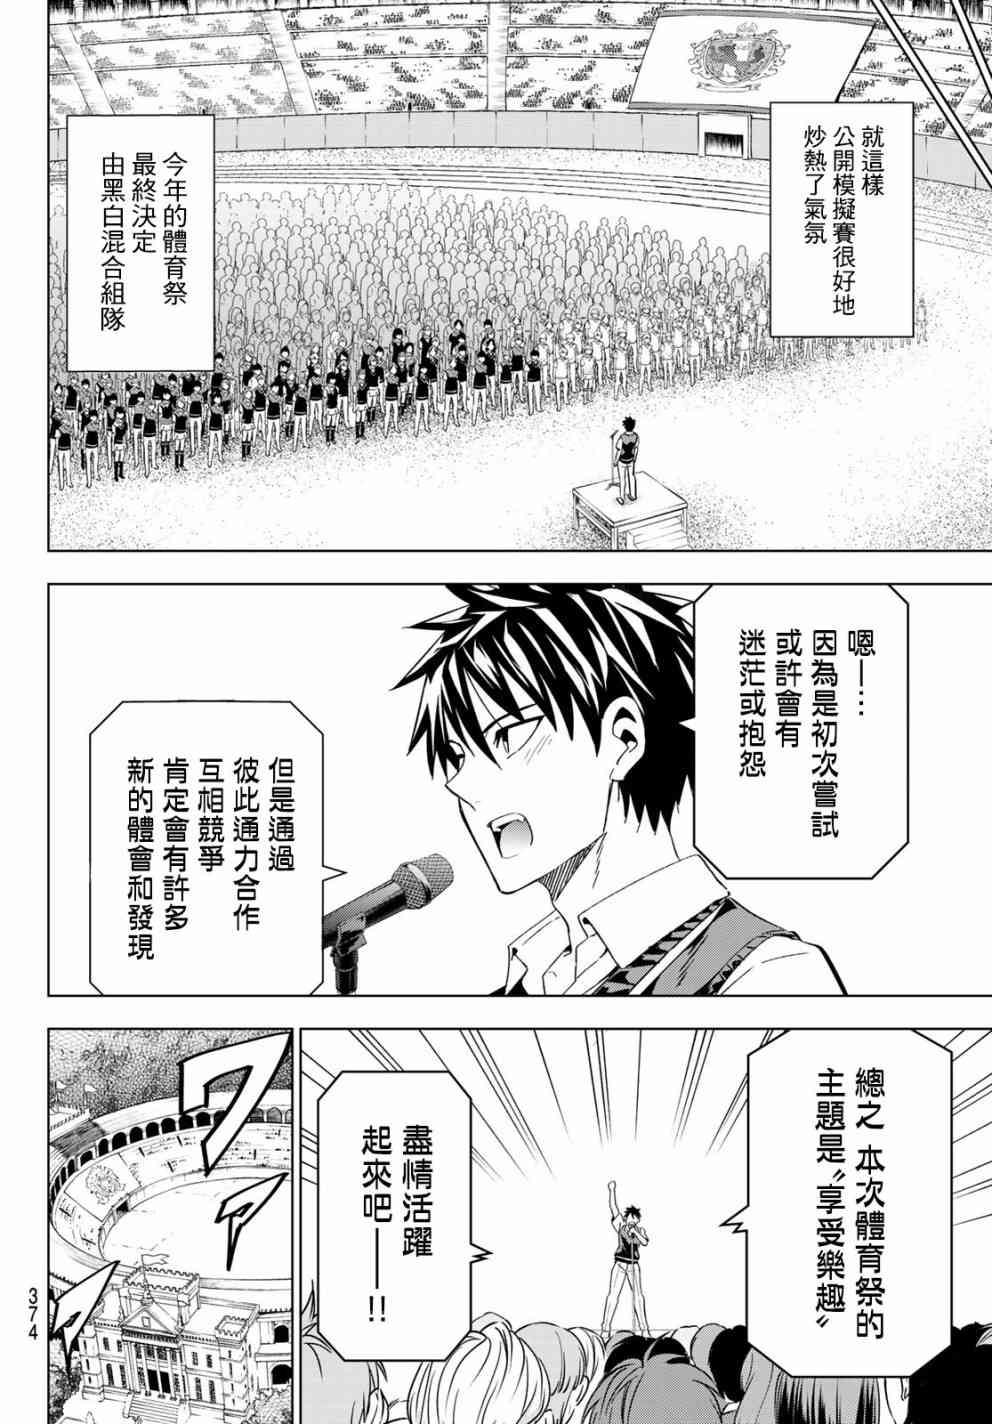 就這樣
公開模擬賽很好地
炒熱了氣氛
今年的體育祭
最終決定
由黑白混合組隊
嗯—…
因為是初次嘗試
或許會有
迷茫或抱怨
但是通過
彼此通力合作
互相競爭
肯定會有許多
新的體會和發現
總之 本次體育祭的
主題是〝享受樂趣〞
盡情活躍
起來吧——!!
ワァァ
374